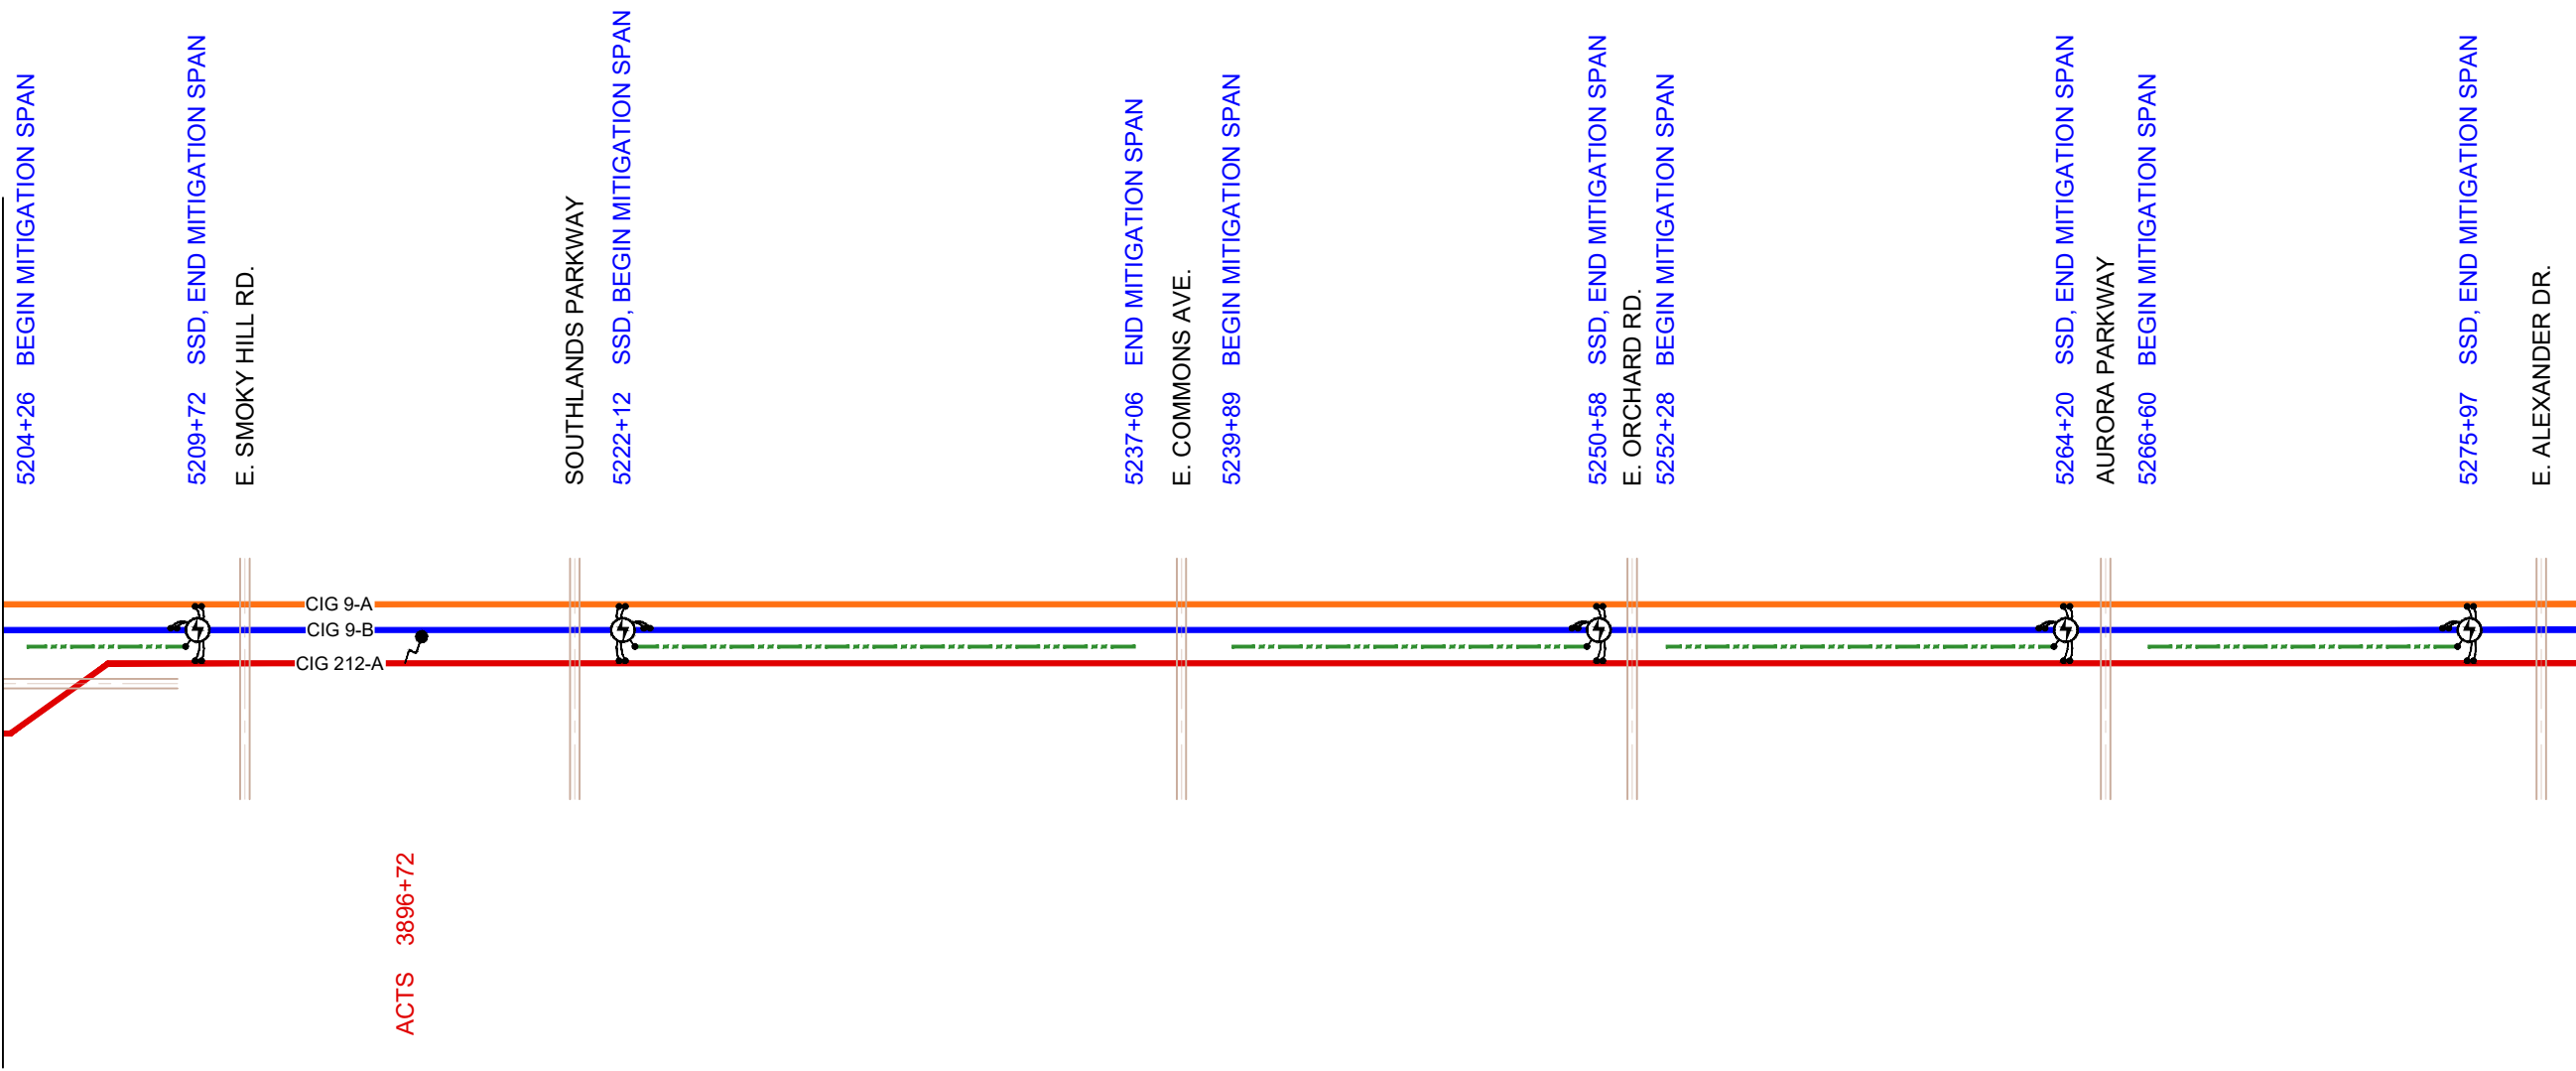 5204+26 BEGIN MITIGATION SPAN
5209+72 SSD, END MITIGATION SPAN
E. SMOKY HILL RD.
SOUTHLANDS PARKWAY
5222+12 SSD, BEGIN MITIGATION SPAN
5237+06 END MITIGATION SPAN
E. COMMONS AVE.
5239+89 BEGIN MITIGATION SPAN
5250+58 SSD, END MITIGATION SPAN
E. ORCHARD RD.
5252+28 BEGIN MITIGATION SPAN
5264+20 SSD, END MITIGATION SPAN
AURORA PARKWAY
5266+60 BEGIN MITIGATION SPAN
5275+97 SSD, END MITIGATION SPAN
E. ALEXANDER DR.
CIG 9-A
CIG 9-B
CIG 212-A
ACTS 3896+72